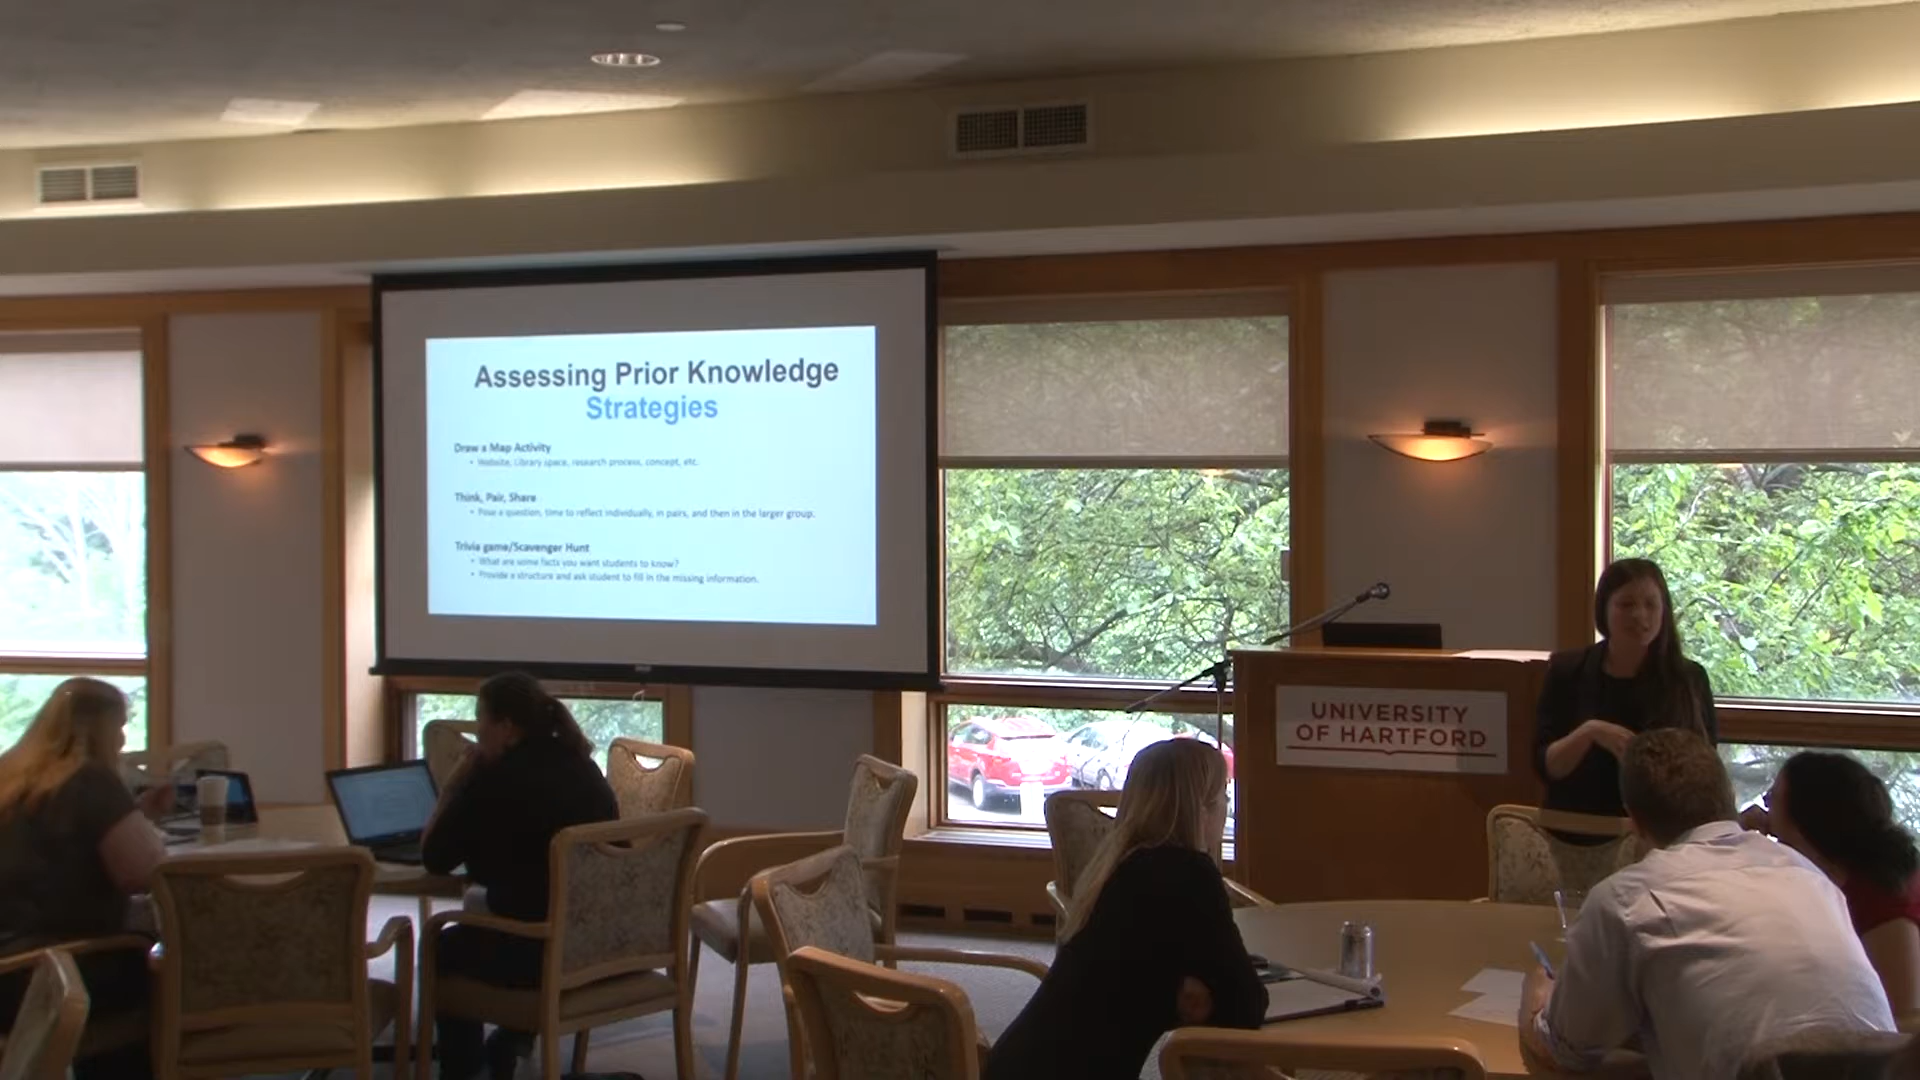 Assessing Prior Knowledge
Strategies
Draw a Map Activity
• Website, Library space, research process, concept, etc.
Think, Pair, Share
• Pose a question, time to reflect individually, in pairs, and then in the larger group.
Trivia game/Scavenger Hunt
• What are some facts you want students to know?
• Provide a structure and ask student to fill in the missing information.
UNIVERSITY
OF HARTFORD